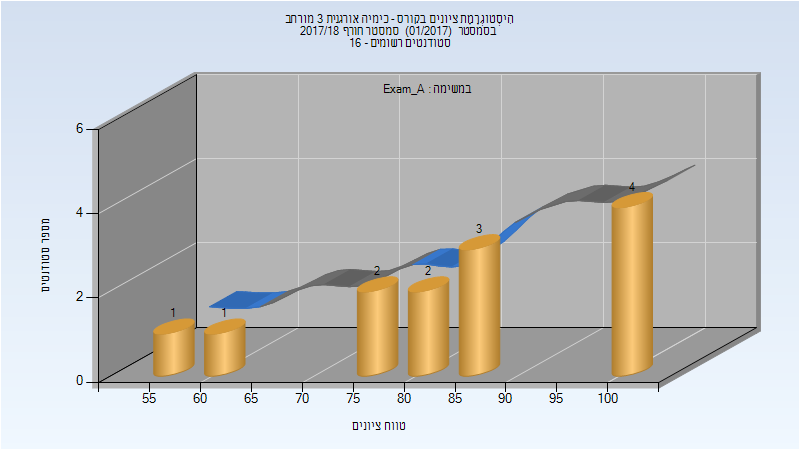 היסטוגרמת ציונים בקורס - כימיה אורגנית 3 מורחב
בסמסטר (01/2017) סמסטר חורף 2017/18
סטודנטים רשומים - 16
במשימה : Exam_A
מספר סטודנטים
6
4
2
0
1
1
2
2
3
4
55 60 65 70 75 80 85 90 95 100
טווח ציונים